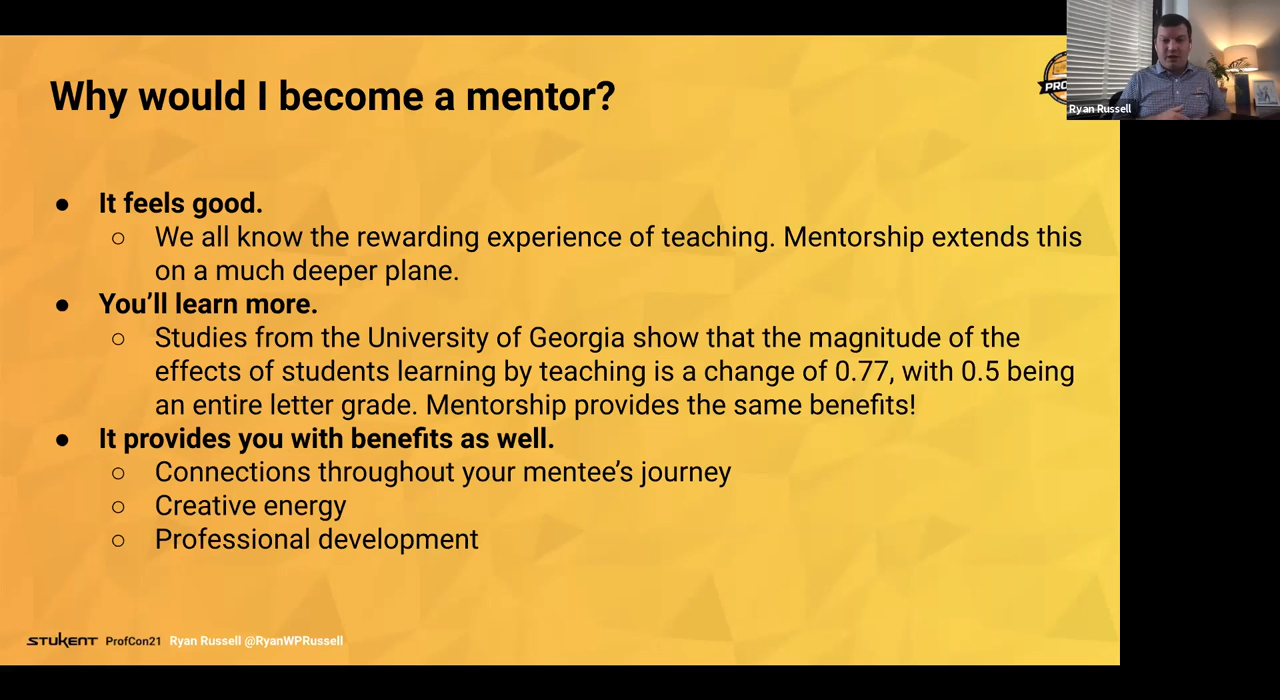 Why would I become a mentor?
PRO
Ryan Russell
● It feels good.
○ We all know the rewarding experience of teaching. Mentorship extends this
on a much deeper plane.
● You’ll learn more.
○ Studies from the University of Georgia show that the magnitude of the
effects of students learning by teaching is a change of 0.77, with 0.5 being
an entire letter grade. Mentorship provides the same benefits!
● It provides you with benefits as well.
○ Connections throughout your mentee’s journey
○ Creative energy
○ Professional development
STUKENT ProfCon21 Ryan Russell @RyanWPRussell